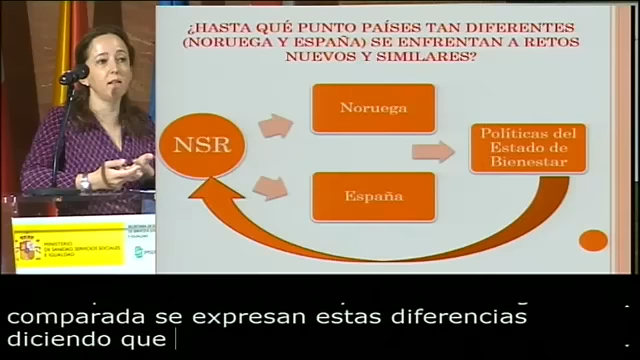 ¿HASTA QUÉ PUNTO PAÍSES TAN DIFERENTES
(NORUEGA Y ESPAÑA) SE ENFRENTAN A RETOS
NUEVOS Y SIMILARES?
NSR
Noruega
España
Políticas del
Estado de
Bienestar
MINISTERIO
DE SANIDAD, SERVICIOS SOCIALES
E IGUALDAD
comparada se expresan estas diferencias
diciendo que